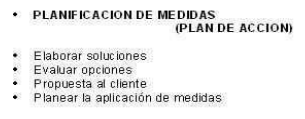 • PLANIFICACION DE MEDIDAS
(PLAN DE ACCION)
• Elaborar soluciones
• Evaluar opciones
• Propuesta al cliente
• Planear la aplicación de medidas